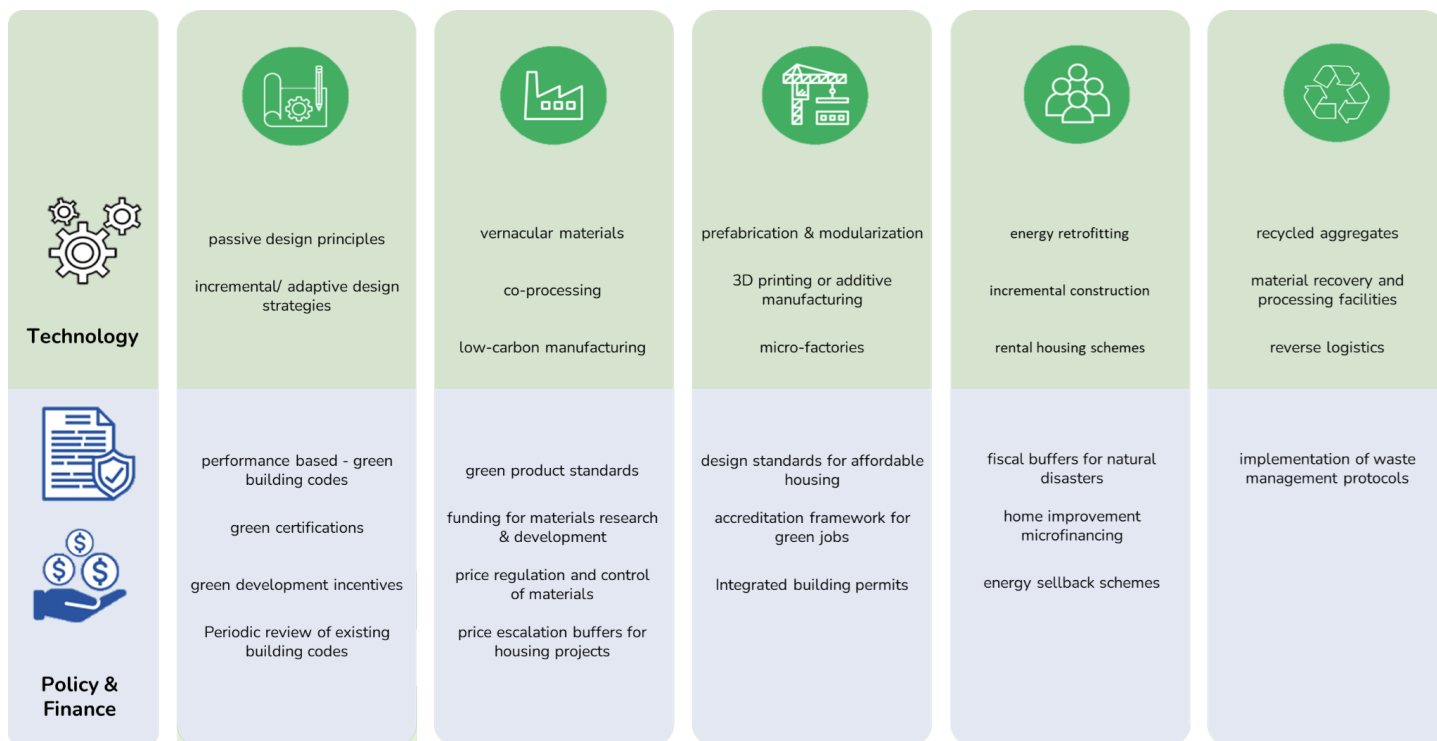 Technology
passive design principles
incremental/ adaptive design
strategies
vernacular materials
co-processing
low-carbon manufacturing
prefabrication & modularization
3D printing or additive
manufacturing
micro-factories
energy retrofitting
incremental construction
rental housing schemes
recycled aggregates
material recovery and
processing facilities
reverse logistics
Policy &
Finance
performance based - green
building codes
green certifications
green development incentives
Periodic review of existing
building codes
green product standards
funding for materials research
& development
price regulation and control
of materials
price escalation buffers for
housing projects
design standards for affordable
housing
accreditation framework for
green jobs
Integrated building permits
fiscal buffers for natural
disasters
home improvement
microfinancing
energy sellback schemes
implementation of waste
management protocols